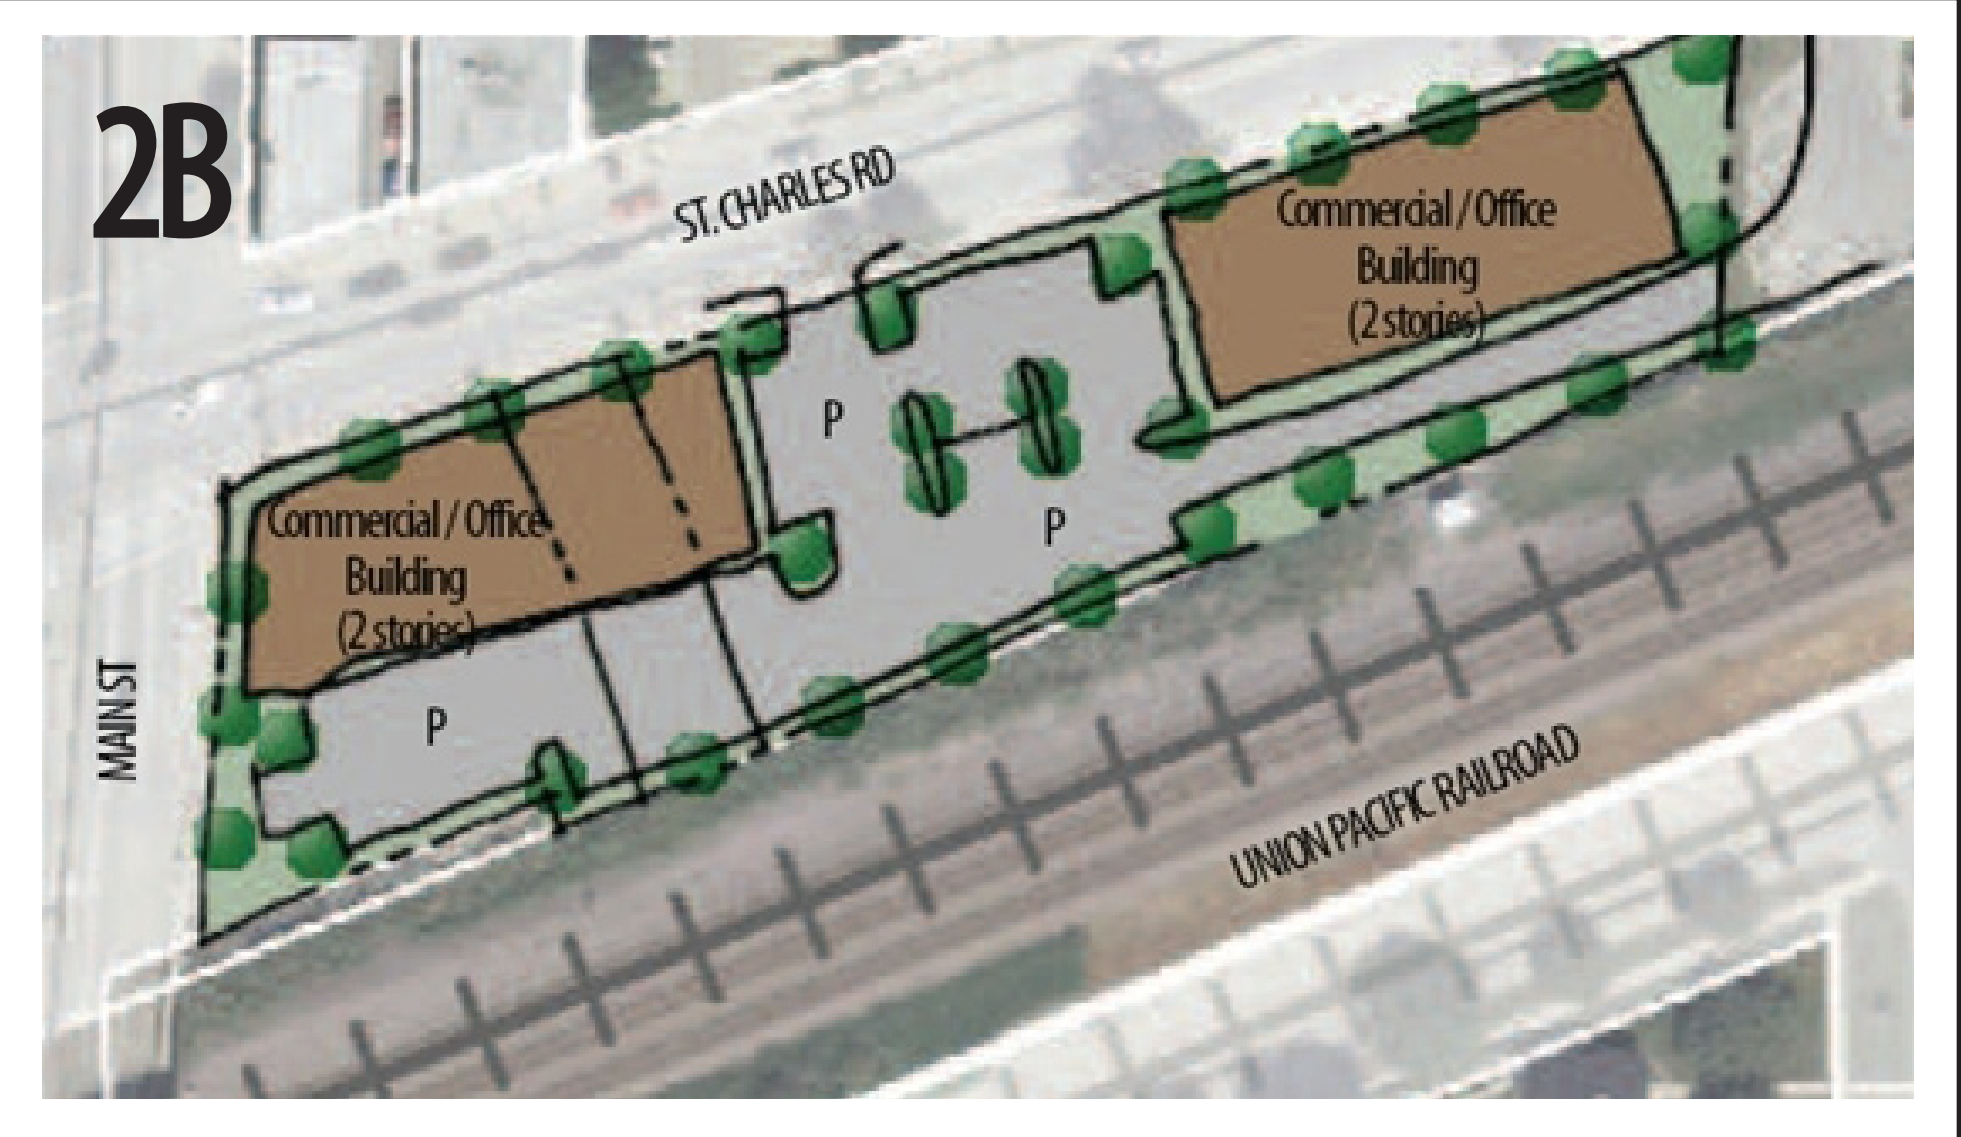 2B
ST. CHARLES RD
Commercial / Office
Building
(2 stories)
P
Commercial / Office
Building
(2 stories)
P
P
MAIN ST
UNION PACIFIC RAILROAD